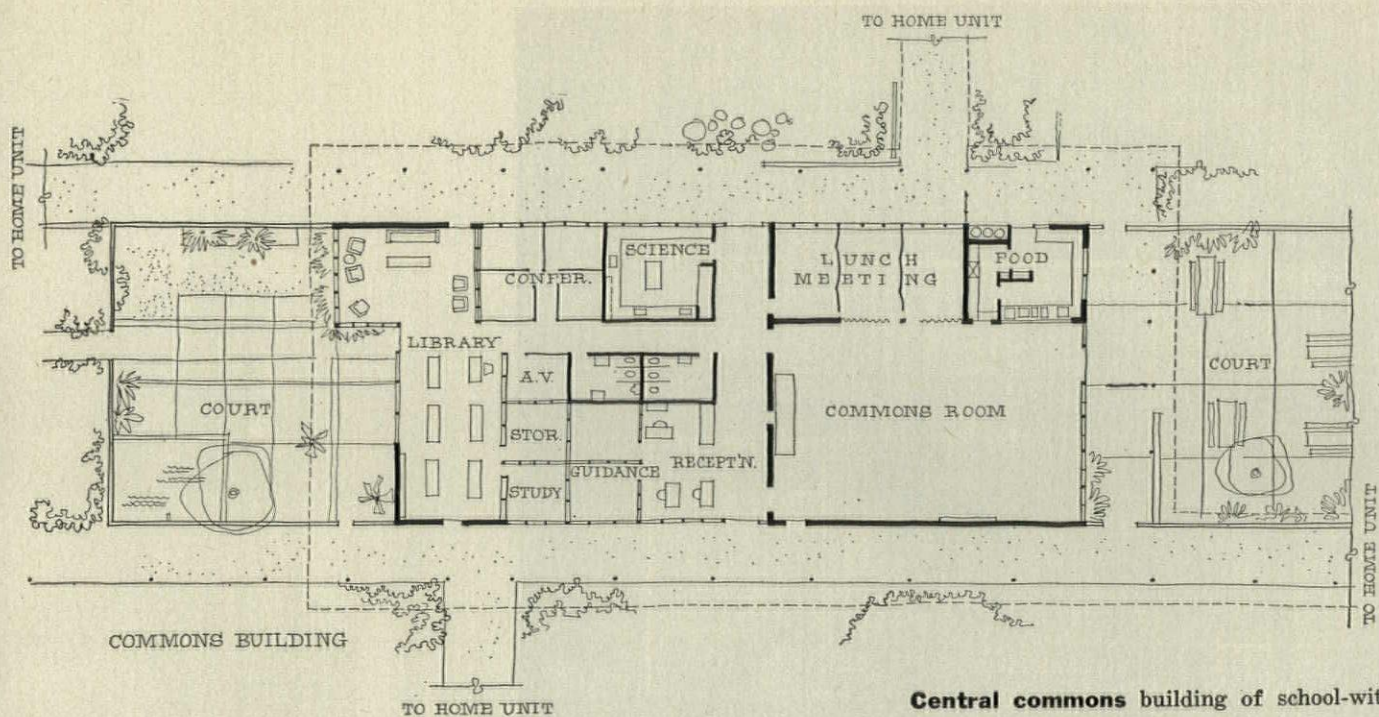 TO HOME UNIT
TO HOME UNIT
SCIENCE
CONFER.
LUNCH
MEETING
FOOD
LIBRARY
A.V.
COURT
COURT
COMMONS ROOM
STOR.
GUIDANCE
RECEPT'N.
STUDY
TO HOME UNIT
COMMONS BUILDING
TO HOME UNIT
Central commons building of school-wit